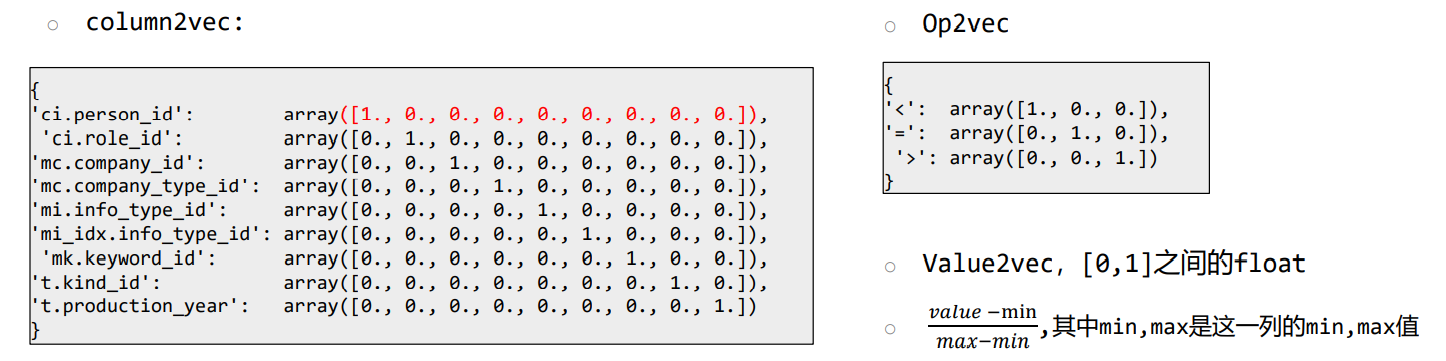 ○ column2vec:
{
'ci.person_id': array([1., 0., 0., 0., 0., 0., 0., 0., 0.]),
'ci.role_id': array([0., 1., 0., 0., 0., 0., 0., 0., 0.]),
'mc.company_id': array([0., 0., 1., 0., 0., 0., 0., 0., 0.]),
'mc.company_type_id': array([0., 0., 0., 1., 0., 0., 0., 0., 0.]),
'mi.info_type_id': array([0., 0., 0., 0., 1., 0., 0., 0., 0.]),
'mi_idx.info_type_id': array([0., 0., 0., 0., 0., 1., 0., 0., 0.]),
'mk.keyword_id': array([0., 0., 0., 0., 0., 0., 1., 0., 0.]),
't.kind_id': array([0., 0., 0., 0., 0., 0., 0., 1., 0.]),
't.production_year': array([0., 0., 0., 0., 0., 0., 0., 0., 1.])
}
○ Op2vec
{
'<': array([1., 0., 0.]),
'=': array([0., 1., 0.]),
'>': array([0., 0., 1.])
}
○ Value2vec, [0,1]之间的float
○ value −min
max−min
,其中min,max是这一列的min,max值